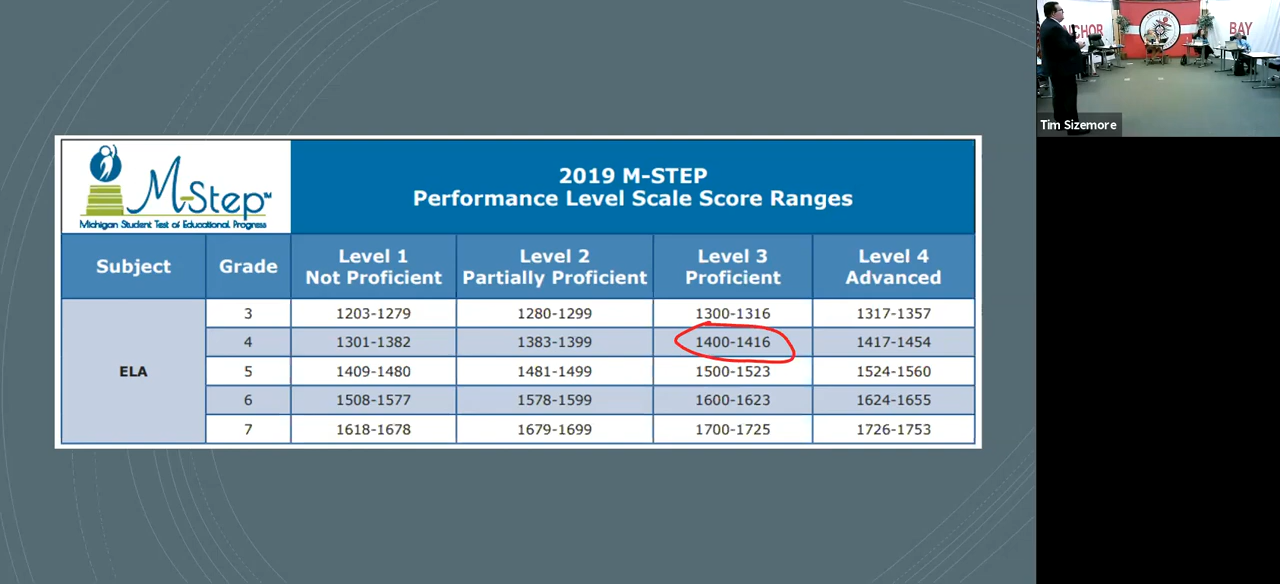 M-Step™
Michigan Student Test of Educational Progress
2019 M-STEP
Performance Level Scale Score Ranges
Subject Grade Level 1 Level 2 Level 3 Level 4
Not Proficient Partially Proficient Proficient Advanced
3 1203-1279 1280-1299 1300-1316 1317-1357
4 1301-1382 1383-1399 1400-1416 1417-1454
ELA 5 1409-1480 1481-1499 1500-1523 1524-1560
6 1508-1577 1578-1599 1600-1623 1624-1655
7 1618-1678 1679-1699 1700-1725 1726-1753
BAY
Tim Sizemore